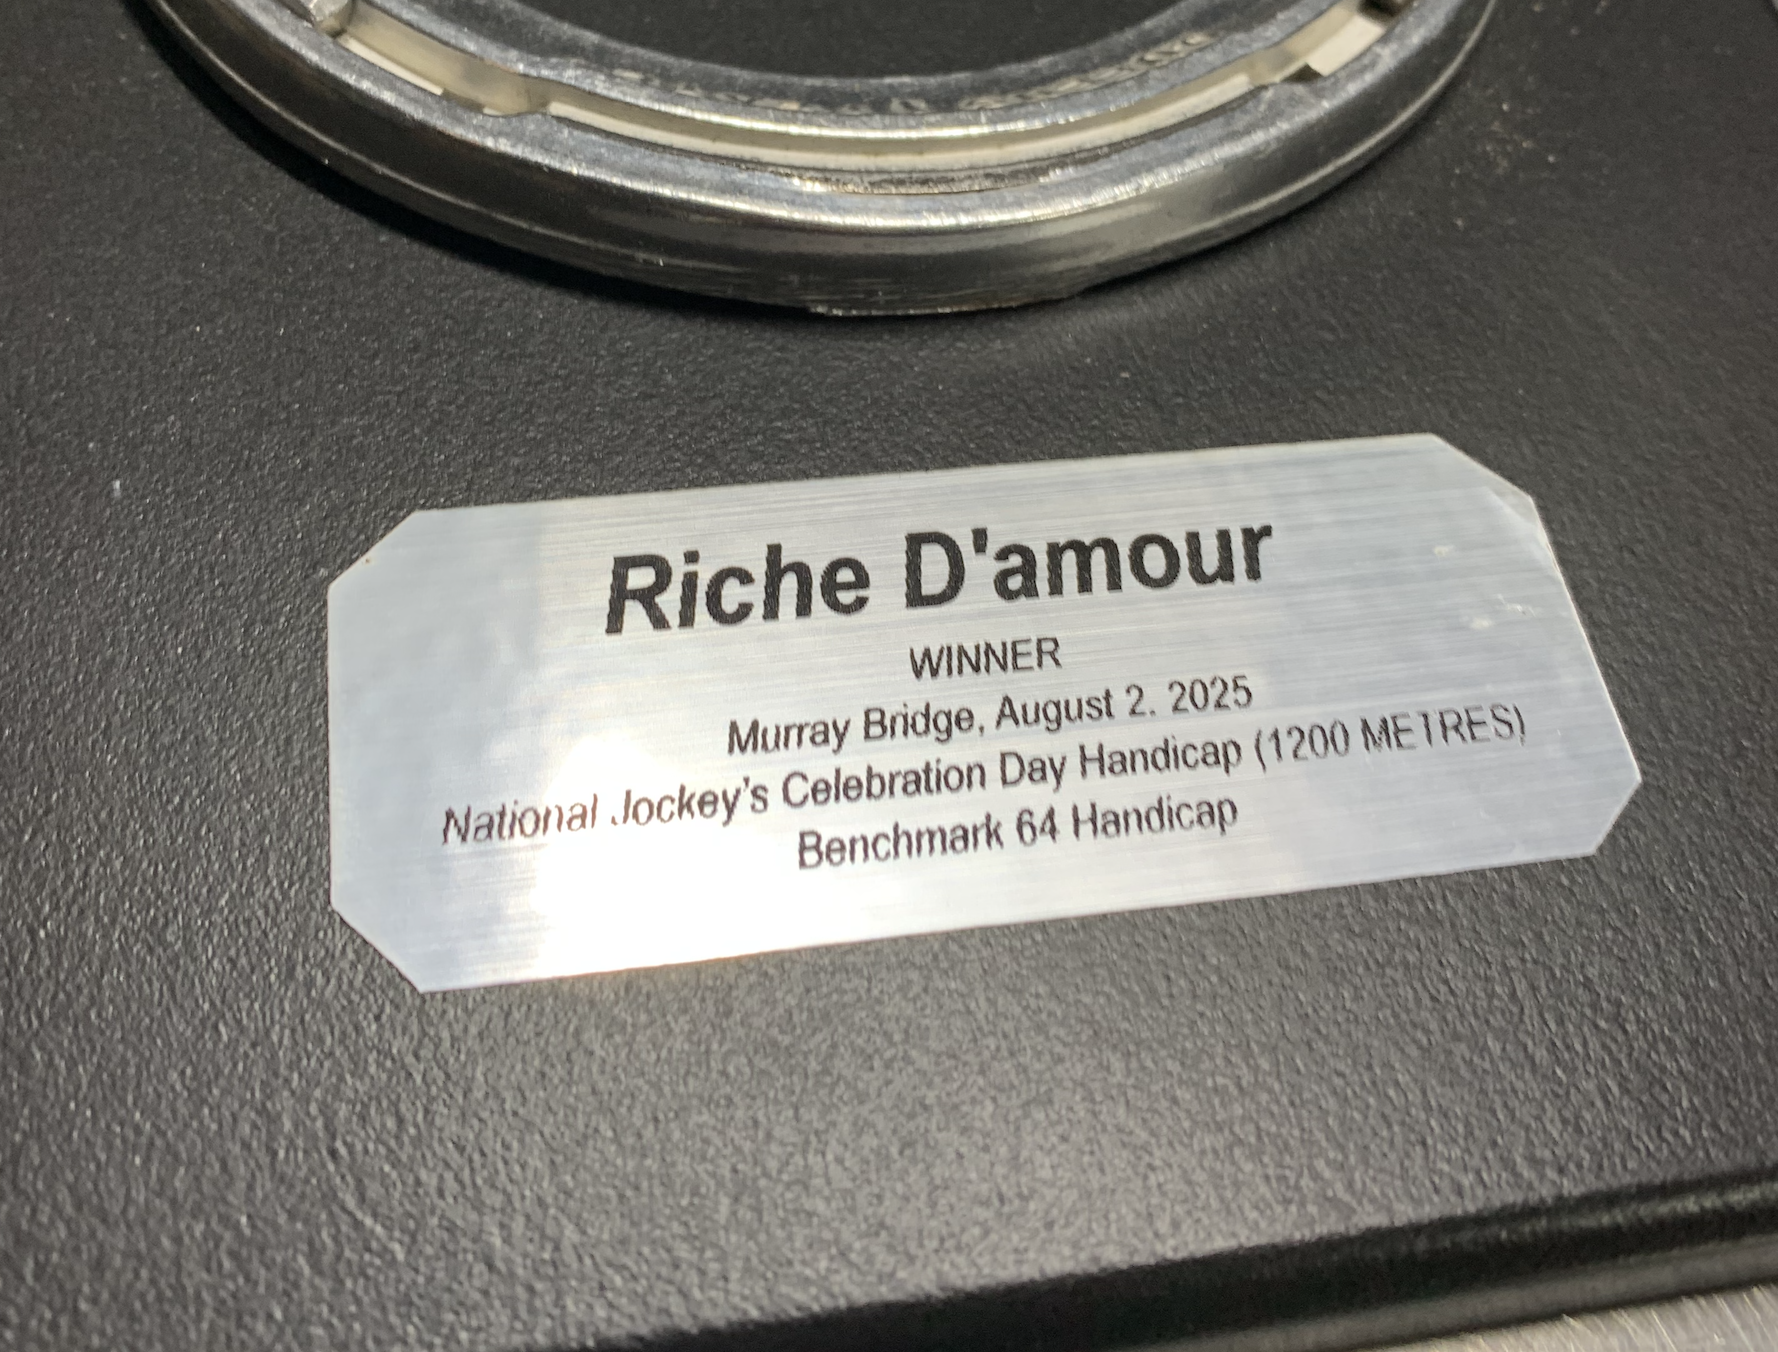 Riche D'amour
WINNER
Murray Bridge, August 2. 2025
National Jockey's Celebration Day Handicap (1200 METRES)
Benchmark 64 Handicap